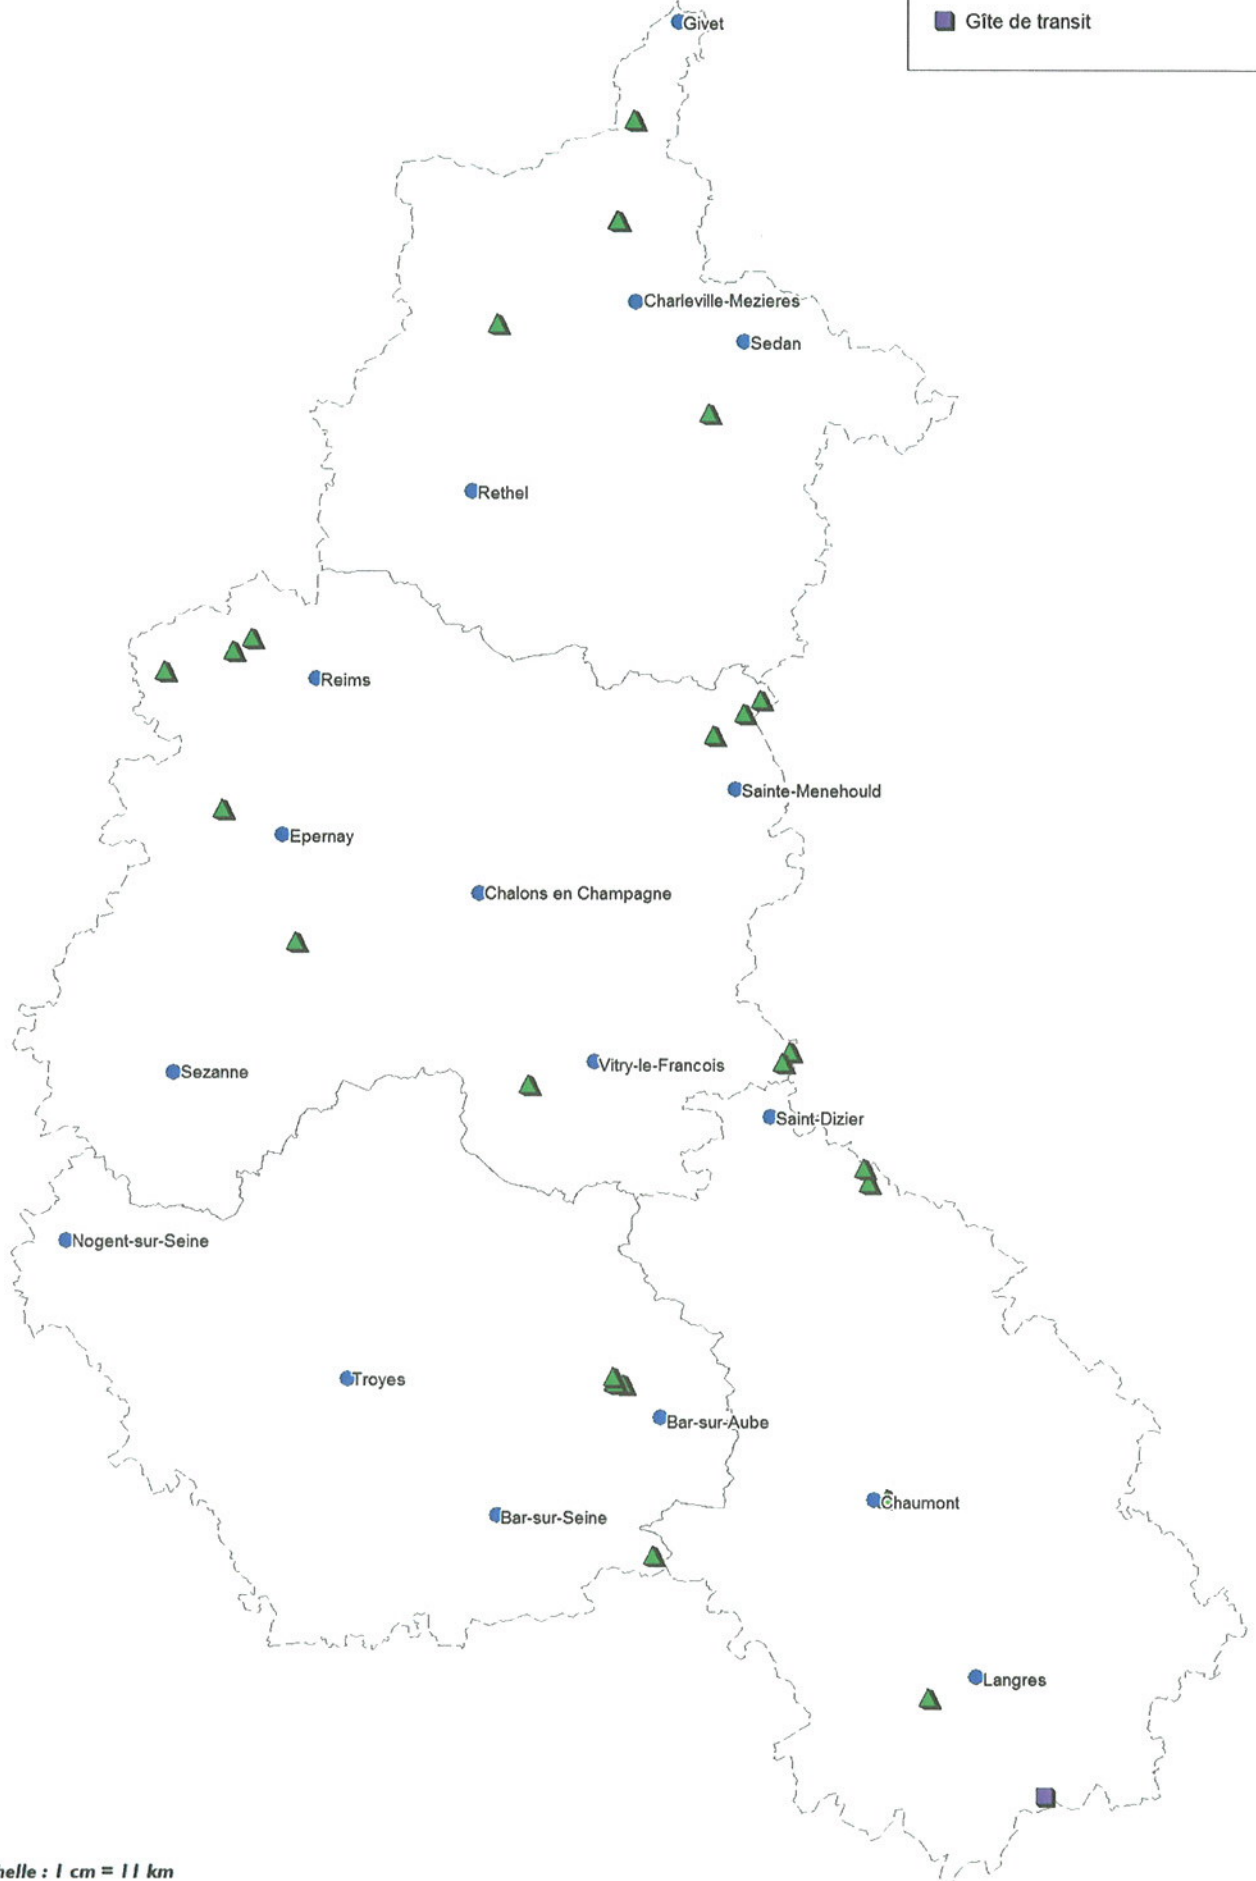 Givet
Gîte de transit
Charleville-Mezieres
Sedan
Rethel
Reims
Sainte-Menehould
Epernay
Chalons en Champagne
Vitry-le-Francois
Sezanne
Saint-Dizier
Nogent-sur-Seine
Troyes
Bar-sur-Aube
Chaumont
Bar-sur-Seine
Langres
helle : 1 cm = 11 km